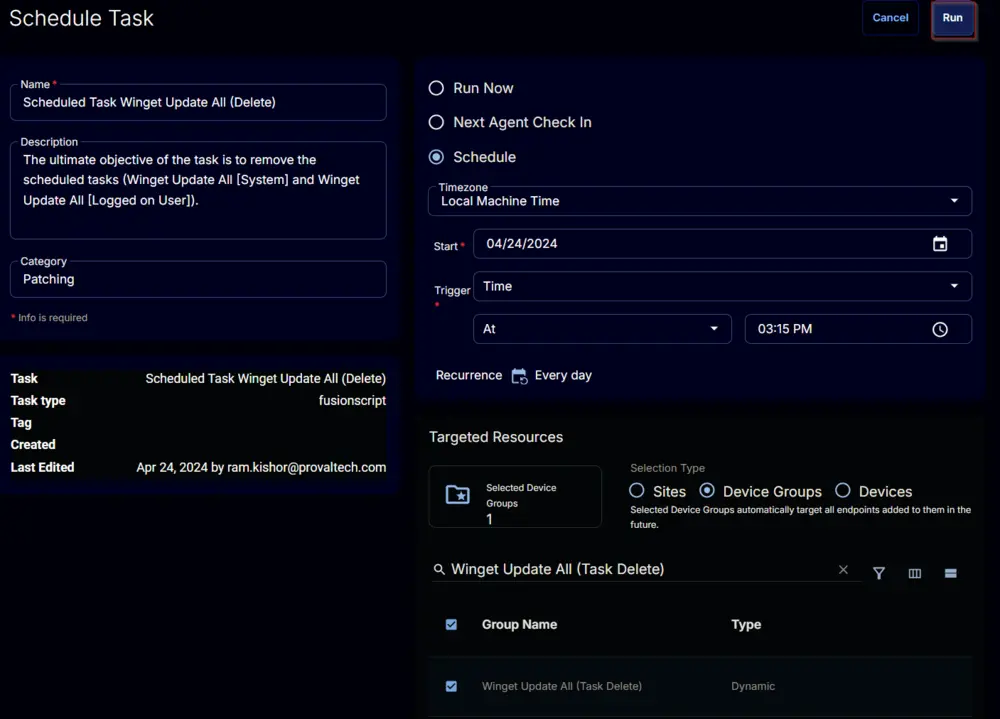 Schedule Task
Cancel
Run
Name *
Scheduled Task Winget Update All (Delete)
Description
The ultimate objective of the task is to remove the
scheduled tasks (Winget Update All [System] and Winget
Update All [Logged on User]).
Category
Patching
* Info is required
Task Scheduled Task Winget Update All (Delete)
Task type fusionscript
Tag
Created
Last Edited Apr 24, 2024 by ram.kishor@provaltech.com
Run Now
Next Agent Check In
Schedule
Timezone
Local Machine Time
Start * 04/24/2024
Trigger * Time
At 03:15 PM
Recurrence Every day
Targeted Resources
Selected Device
Groups
1
Selection Type
Sites Device Groups Devices
Selected Device Groups automatically target all endpoints added to them in the
future.
Winget Update All (Task Delete)
Group Name Type
Winget Update All (Task Delete) Dynamic